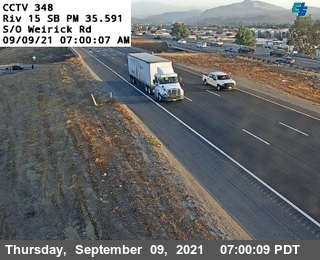 CCTV 348
Riv 15 SB PM 35.591
S/O Weirick Rd
09/09/21 07:00:07 AM
Thursday, September 09, 2021 07:00:09 PDT